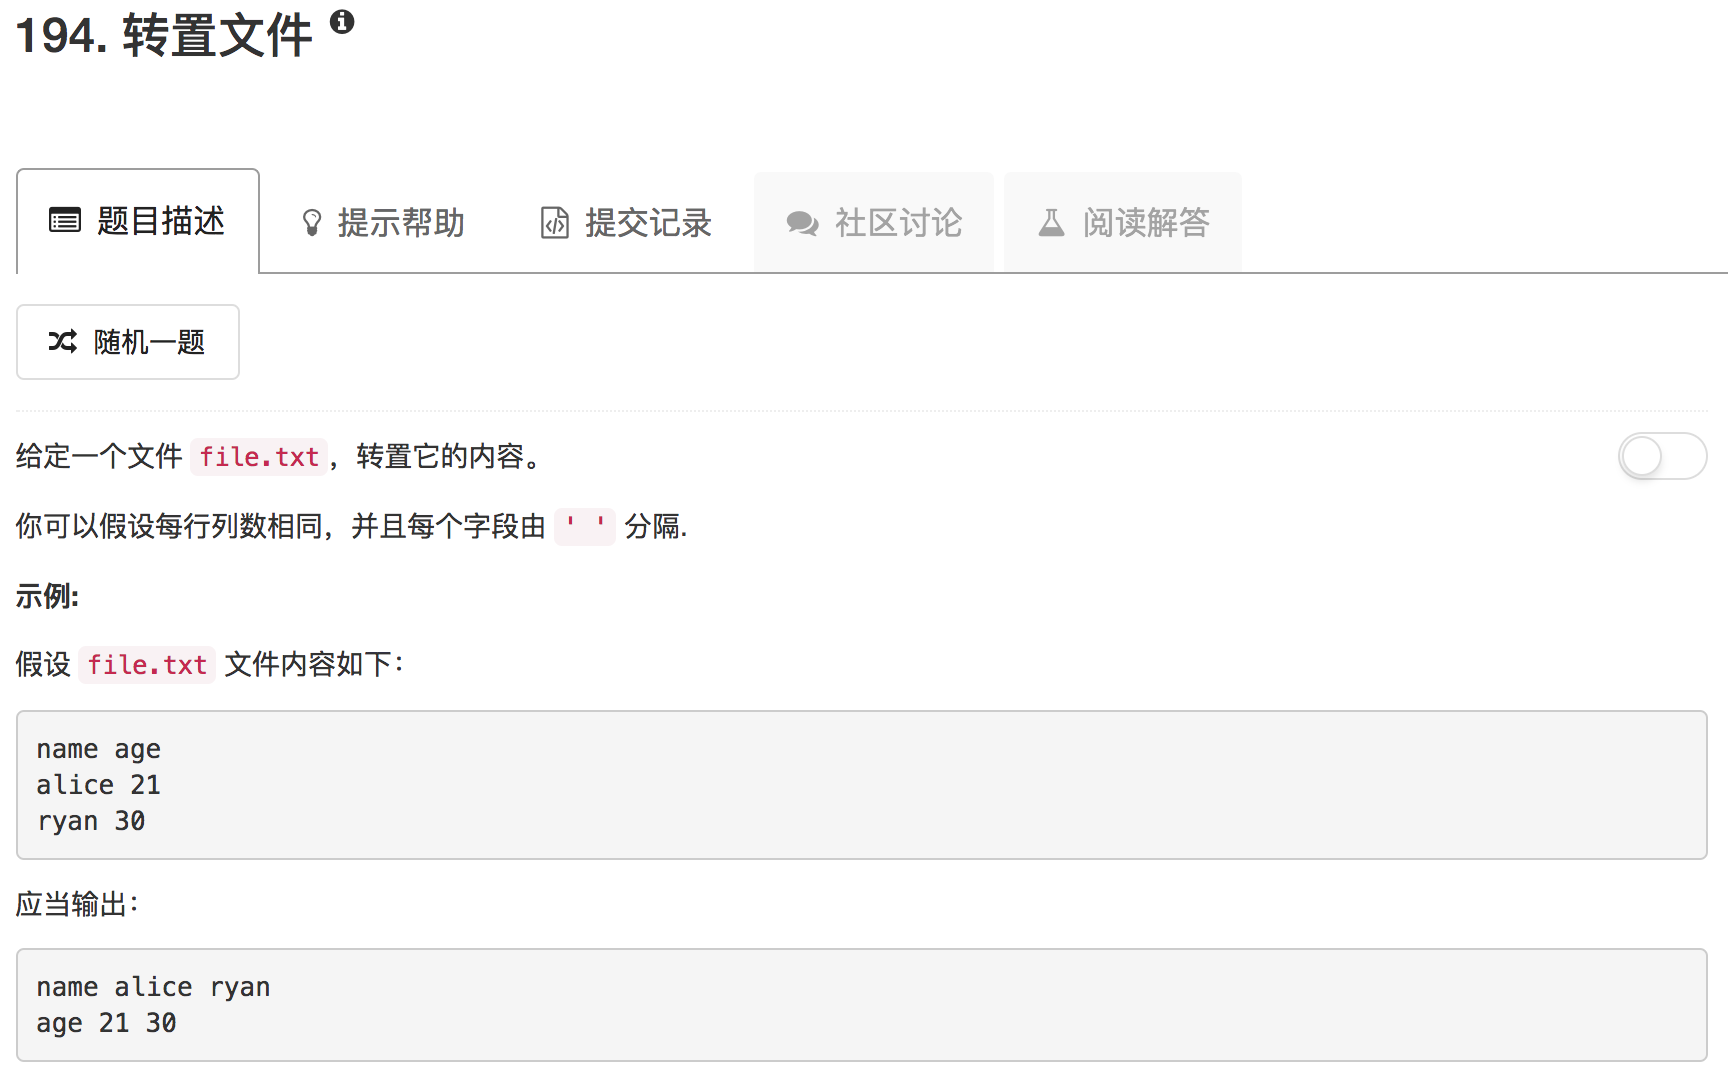 194. 转置文件
题目描述 提示帮助 提交记录 社区讨论 阅读解答
随机一题
给定一个文件 file.txt，转置它的内容。
你可以假设每行列数相同，并且每个字段由 ' ' 分隔.
示例:
假设 file.txt 文件内容如下：
name age
alice 21
ryan 30
应当输出：
name alice ryan
age 21 30